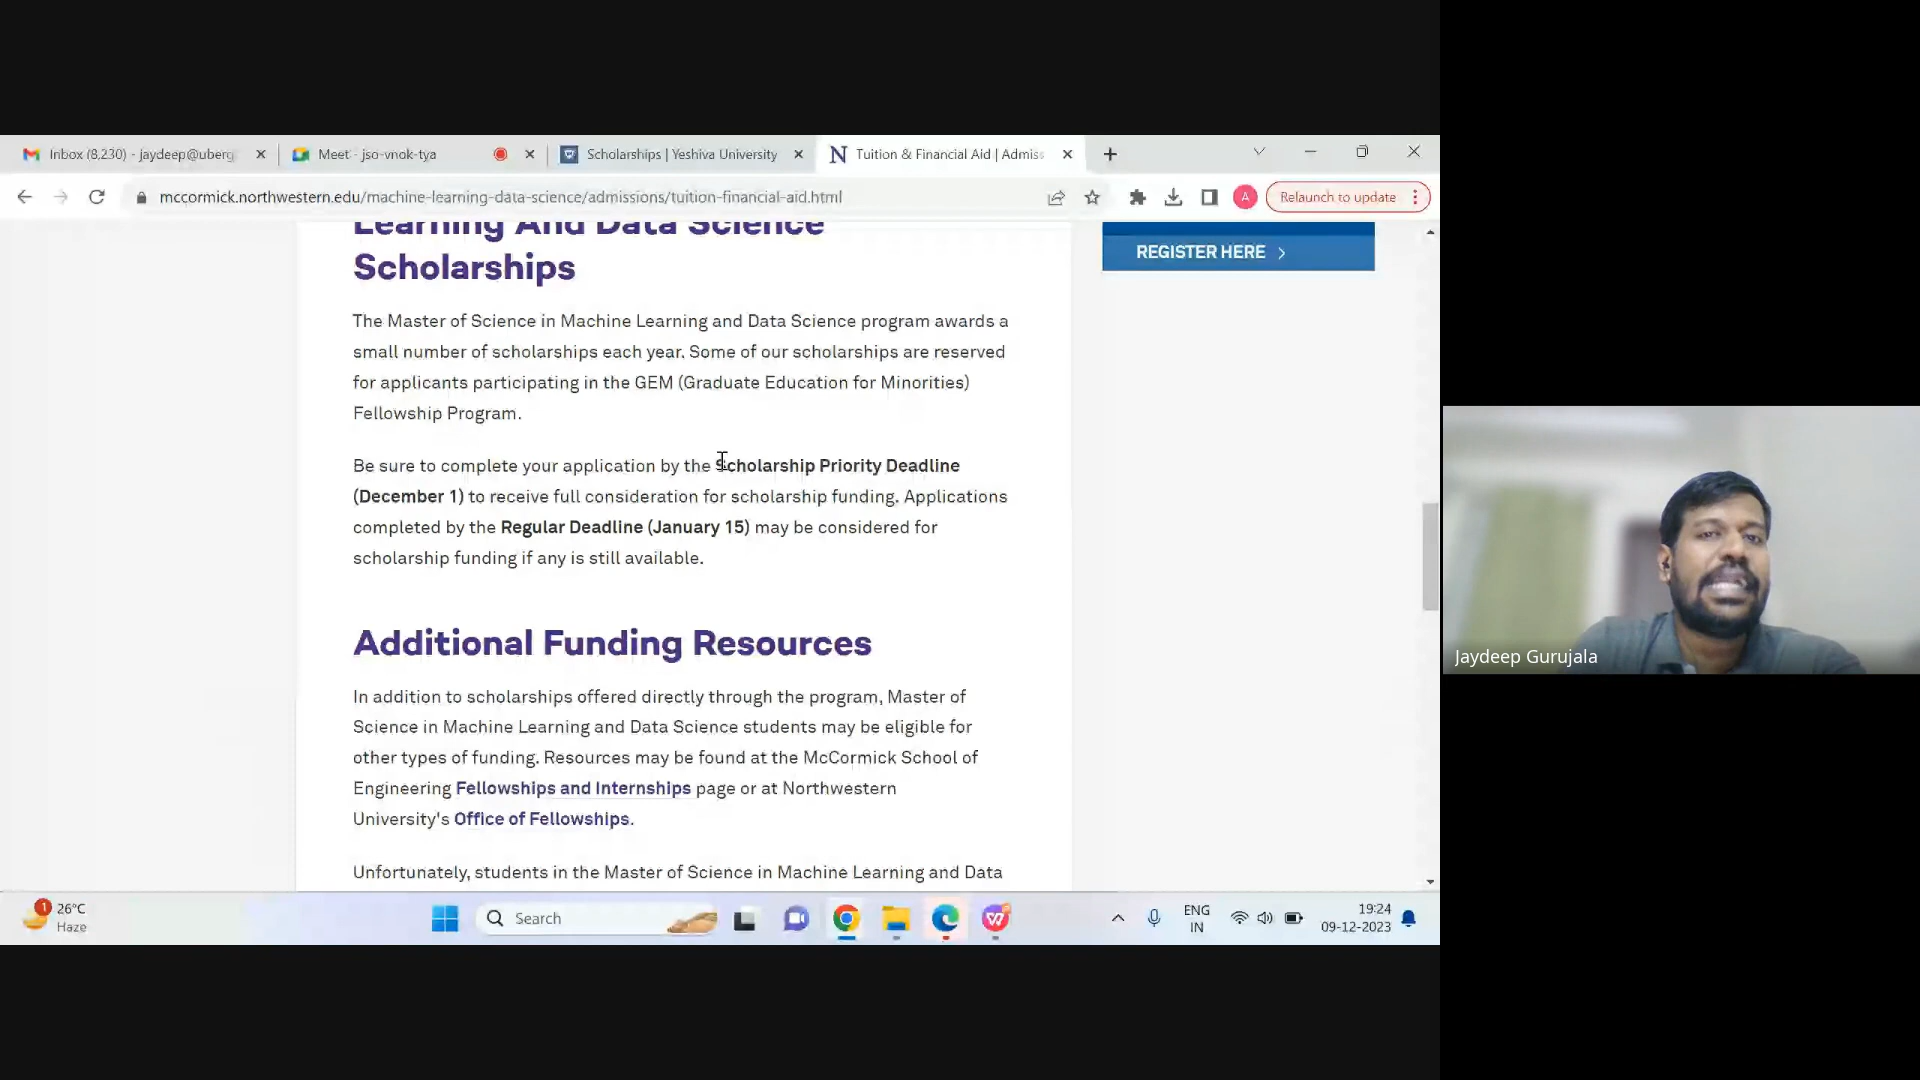 Inbox (8,230) - jaydeep@uberg
Meet - jso-vnok-tya
Scholarships | Yeshiva University
Tuition & Financial Aid | Admiss
mccormick.northwestern.edu/machine-learning-data-science/admissions/tuition-financial-aid.html
A
Relaunch to update
Learning And Data Science
Scholarships
REGISTER HERE
The Master of Science in Machine Learning and Data Science program awards a
small number of scholarships each year. Some of our scholarships are reserved
for applicants participating in the GEM (Graduate Education for Minorities)
Fellowship Program.
Be sure to complete your application by the Scholarship Priority Deadline
(December 1) to receive full consideration for scholarship funding. Applications
completed by the Regular Deadline (January 15) may be considered for
scholarship funding if any is still available.
Additional Funding Resources
In addition to scholarships offered directly through the program, Master of
Science in Machine Learning and Data Science students may be eligible for
other types of funding. Resources may be found at the McCormick School of
Engineering Fellowships and Internships page or at Northwestern
University's Office of Fellowships.
Unfortunately, students in the Master of Science in Machine Learning and Data
Jaydeep Gurujala
1
26°C
Haze
Search
ENG
IN
19:24
09-12-2023